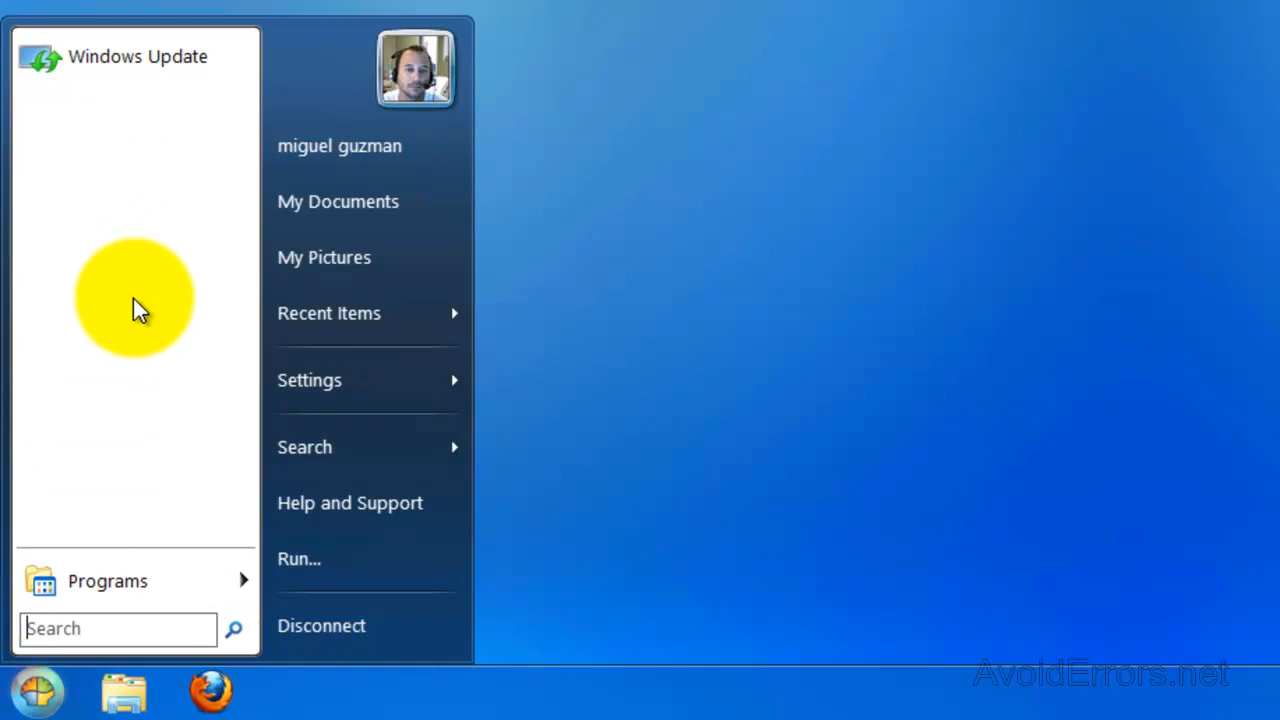 Windows Update
miguel guzman
My Documents
My Pictures
Recent Items
Settings
Search
Help and Support
Run...
Disconnect
Programs
Search
AvoidErrors.net